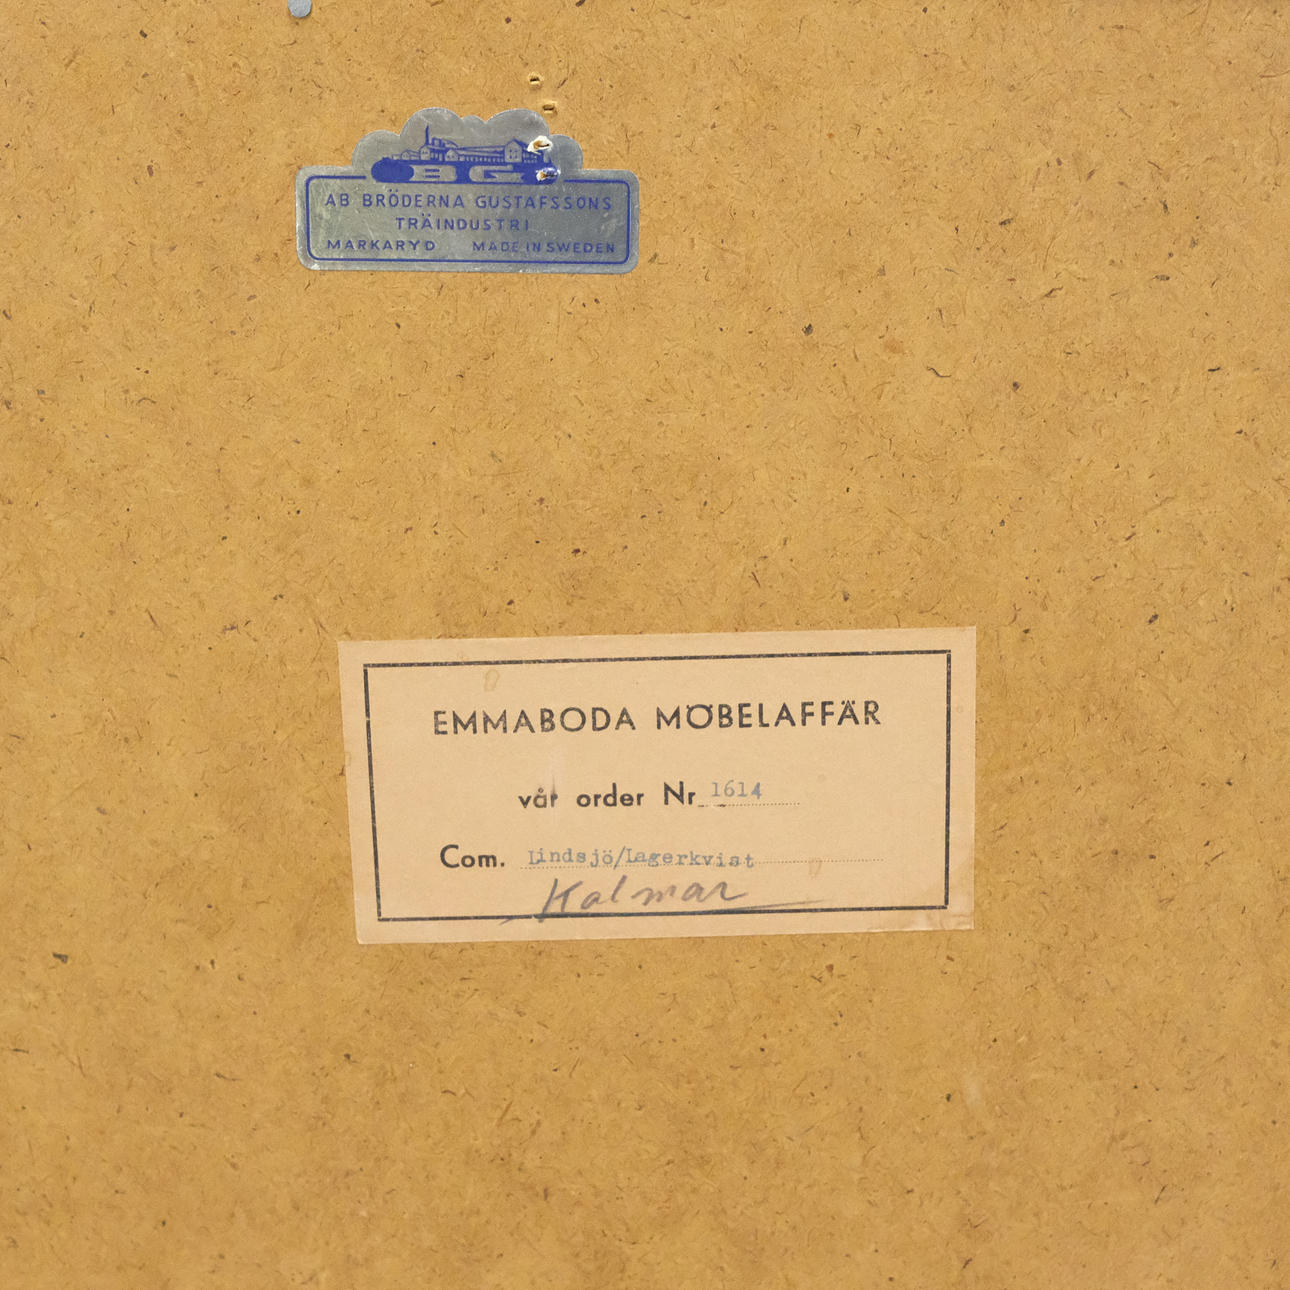 BG
AB BRÖDERNA GUSTAFSSONS
TRÄINDUSTRI
MARKARYD MADE IN SWEDEN
EMMABODA MÖBELAFFÄR
vår order Nr 1614
Com. Lindsjö/Lagerkvist
Kalmar